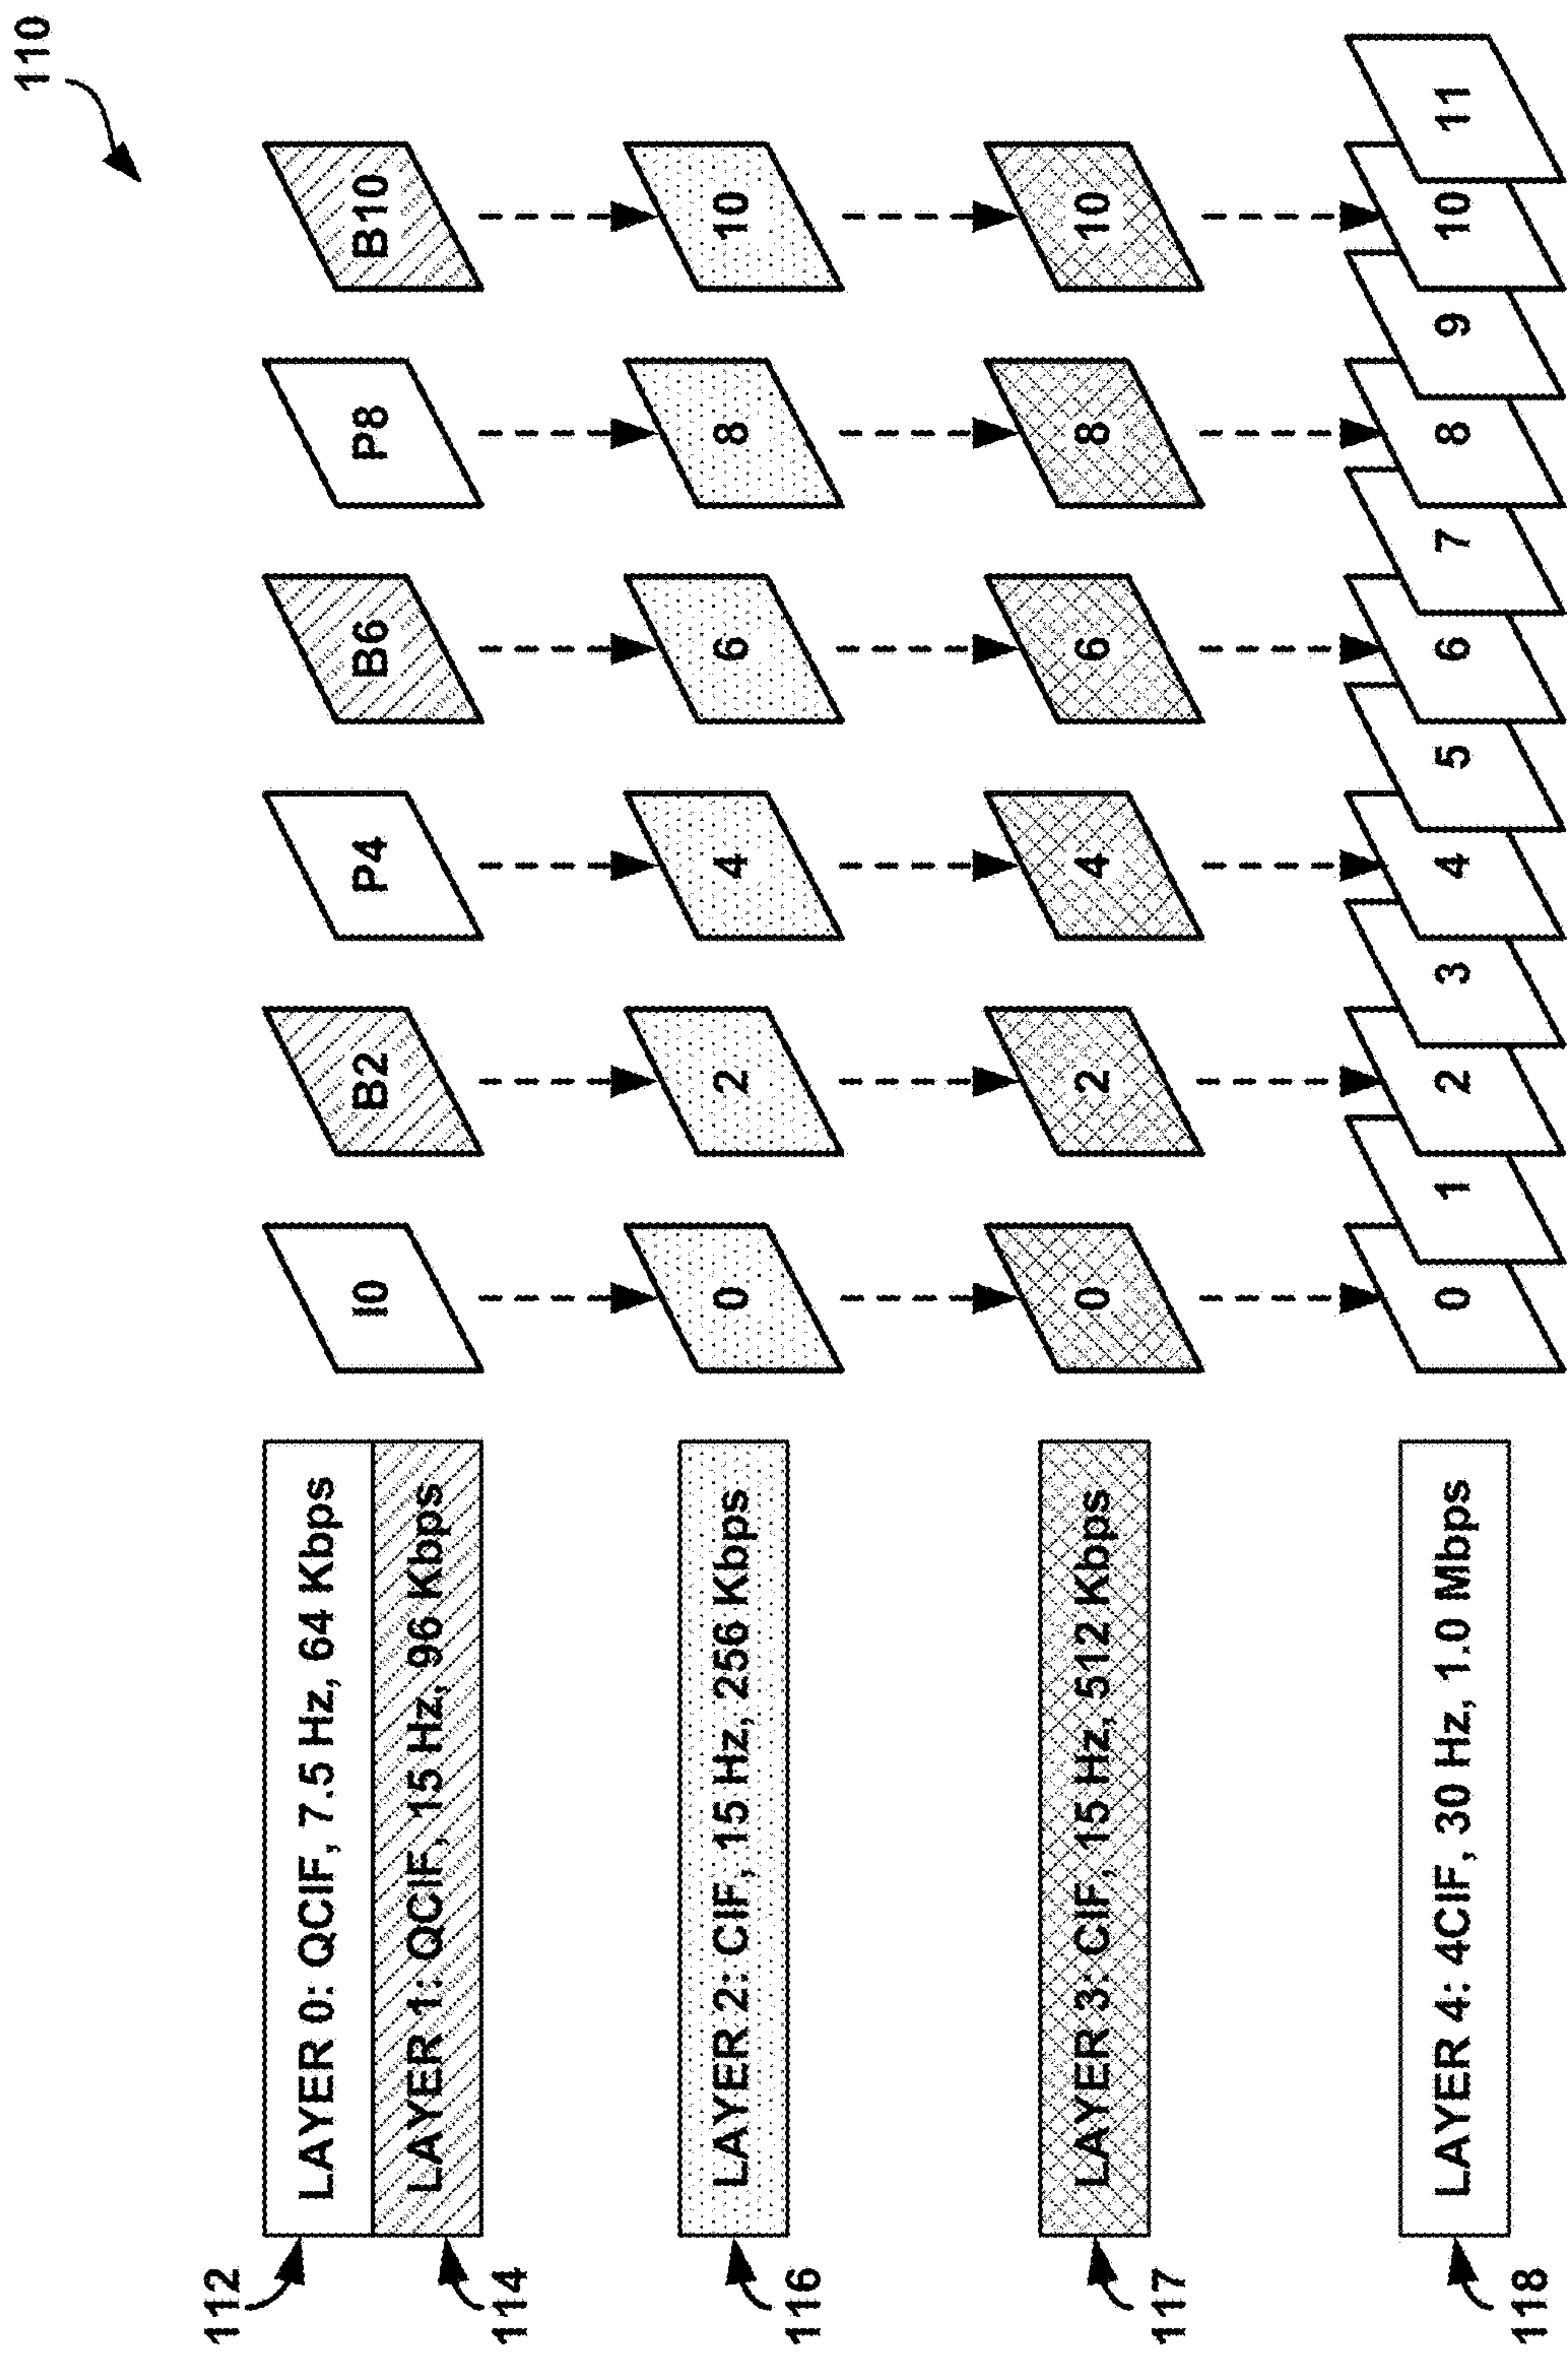 110
112
LAYER 0: QCIF, 7.5 Hz, 64 Kbps
I0 B2 P4 B6 P8 B10
LAYER 1: QCIF, 15 Hz, 96 Kbps
114
LAYER 2: CIF, 15 Hz, 256 Kbps
0 2 4 6 8 10
116
LAYER 3: CIF, 15 Hz, 512 Kbps
0 2 4 6 8 10
117
LAYER 4: 4CIF, 30 Hz, 1.0 Mbps
0 1 2 3 4 5 6 7 8 9 10 11
118